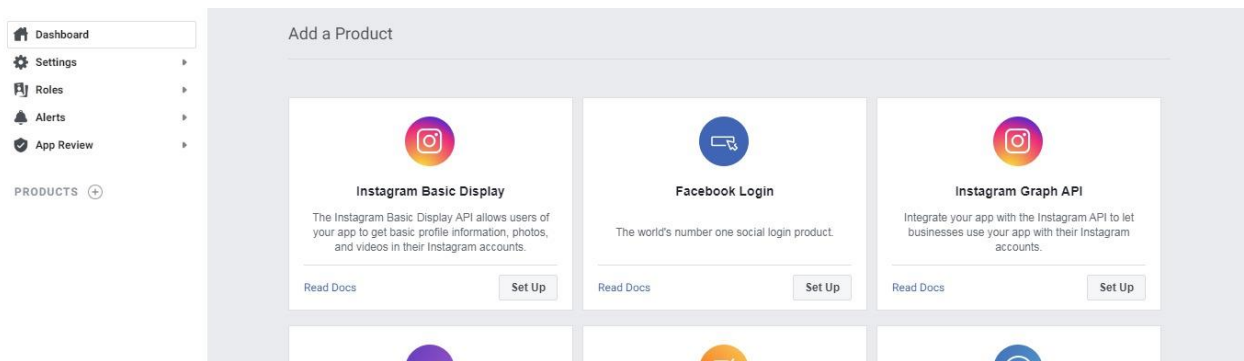 Dashboard
Settings
Roles
Alerts
App Review
PRODUCTS
Add a Product
Instagram Basic Display
The Instagram Basic Display API allows users of
your app to get basic profile information, photos,
and videos in their Instagram accounts.
Read Docs
Set Up
Facebook Login
The world's number one social login product.
Read Docs
Set Up
Instagram Graph API
Integrate your app with the Instagram API to let
businesses use your app with their Instagram
accounts.
Read Docs
Set Up